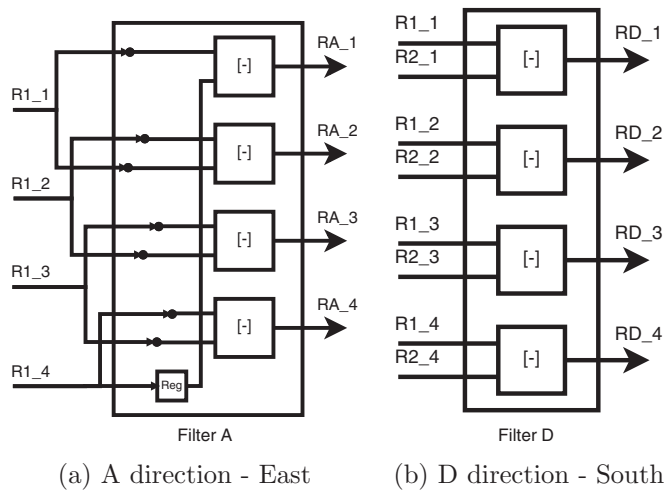 R1_1
R1_2
R1_3
R1_4
[-]
[-]
[-]
[-]
Reg
RA_1
RA_2
RA_3
RA_4
Filter A
(a) A direction - East
R1_1
R2_1
R1_2
R2_2
R1_3
R2_3
R1_4
R2_4
[-]
[-]
[-]
[-]
RD_1
RD_2
RD_3
RD_4
Filter D
(b) D direction - South